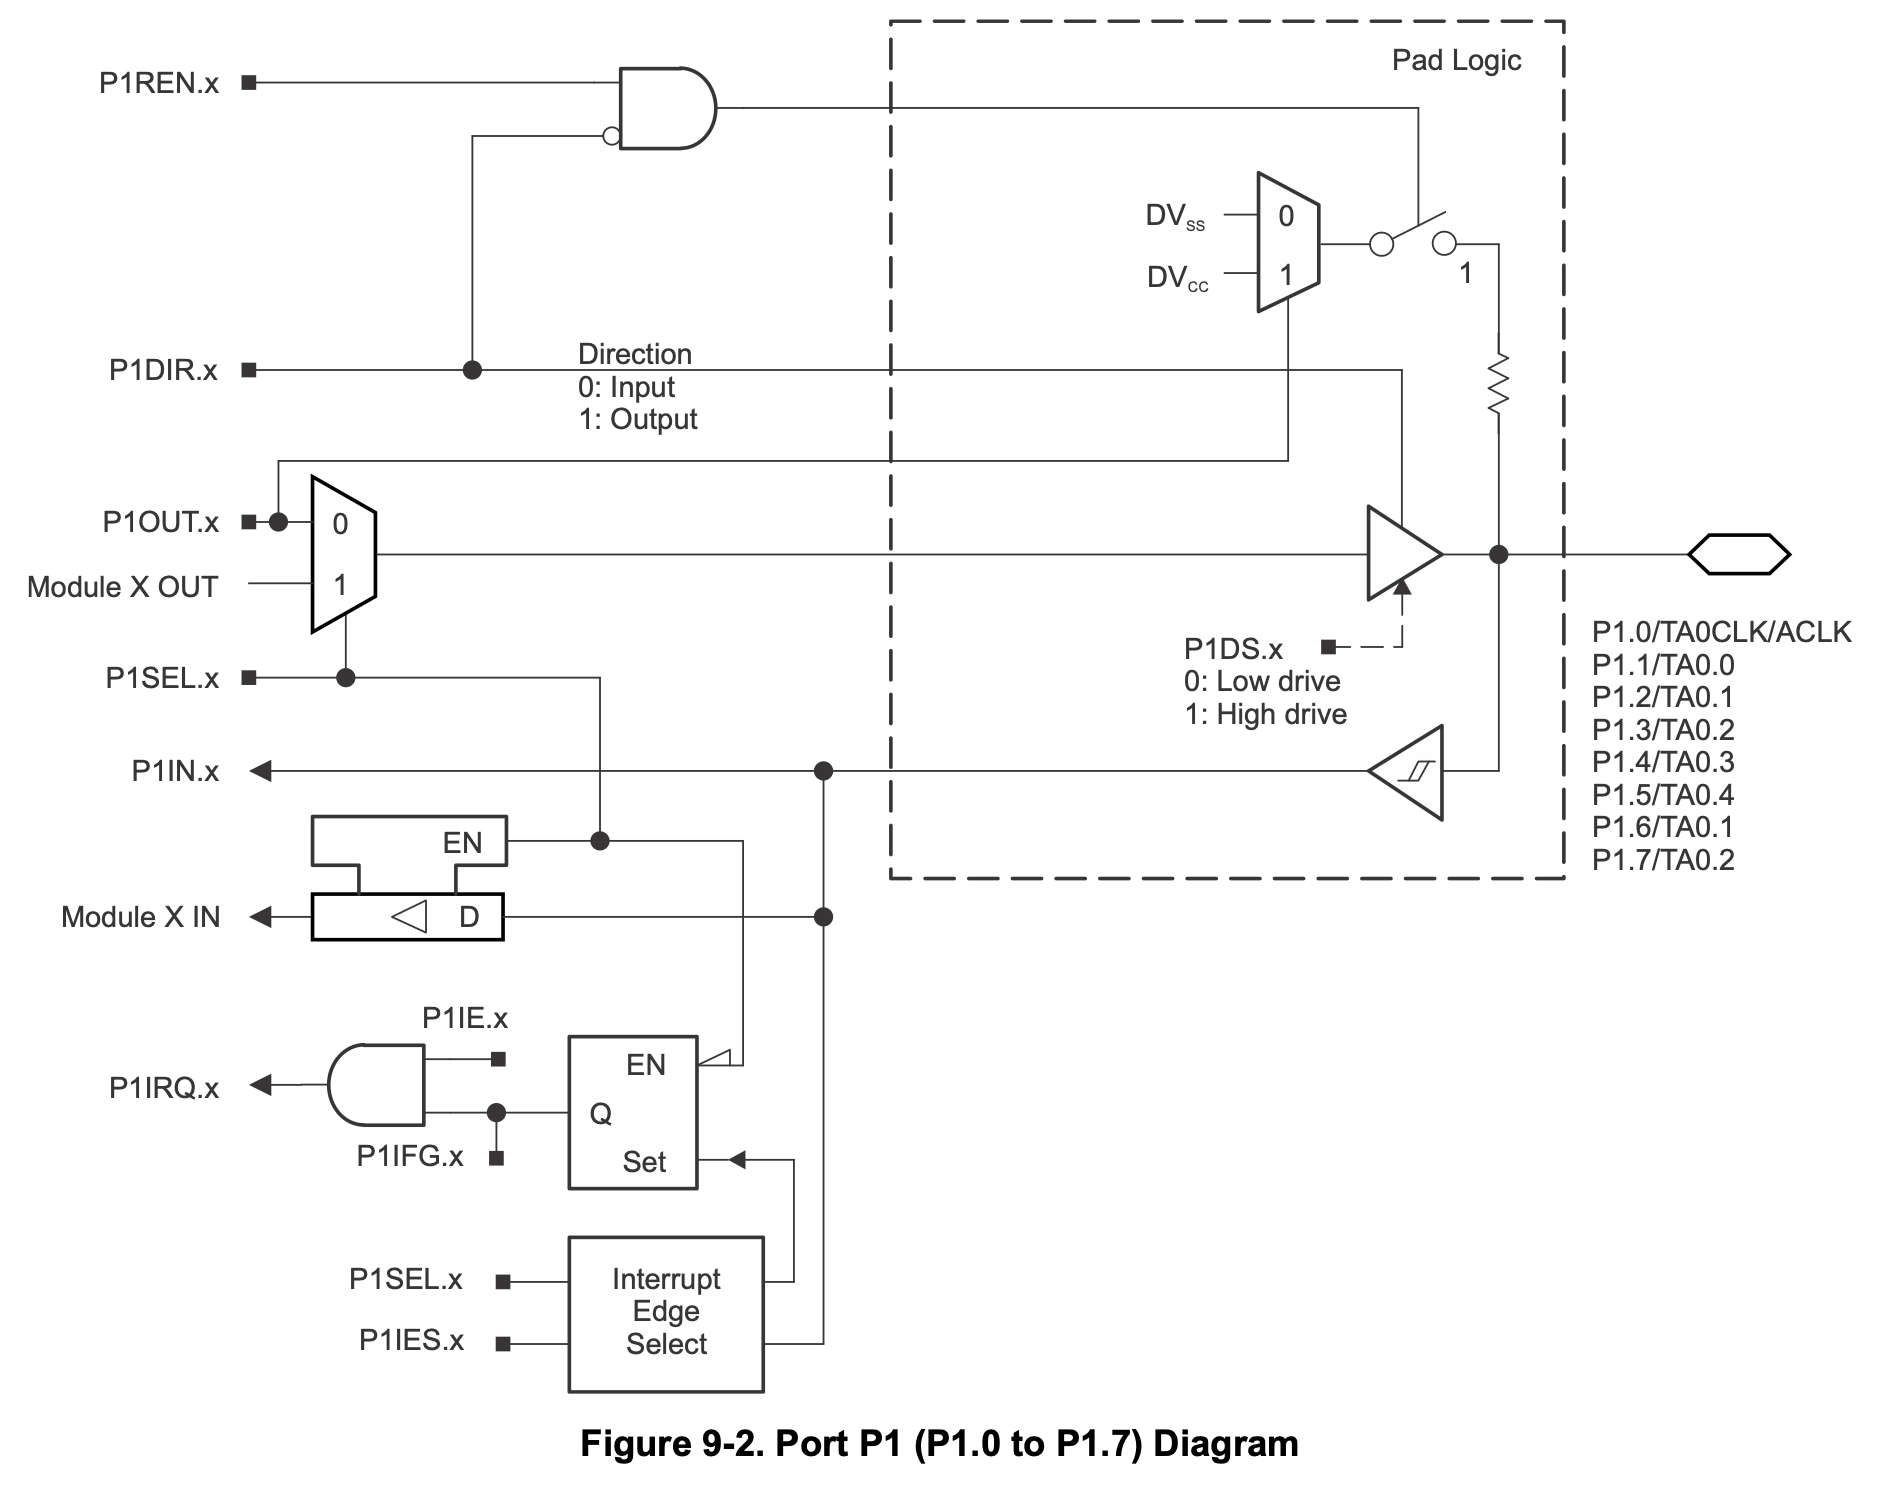 Pad Logic
P1REN.x
DVSS
0
DVCC
1
1
P1DIR.x
Direction
0: Input
1: Output
P1OUT.x
0
Module X OUT
1
P1SEL.x
P1DS.x
0: Low drive
1: High drive
P1.0/TA0CLK/ACLK
P1.1/TA0.0
P1.2/TA0.1
P1.3/TA0.2
P1.4/TA0.3
P1.5/TA0.4
P1.6/TA0.1
P1.7/TA0.2
P1IN.x
EN
Module X IN
D
P1IE.x
EN
P1IRQ.x
Q
P1IFG.x
Set
P1SEL.x
P1IES.x
Interrupt
Edge
Select
Figure 9-2. Port P1 (P1.0 to P1.7) Diagram